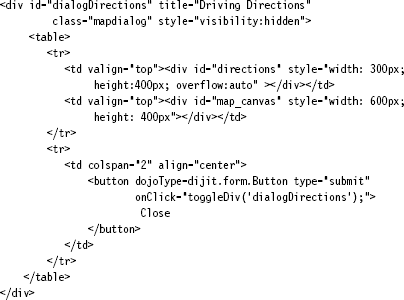 <div id="dialogDirections" title="Driving Directions"
class="mapdialog" style="visibility:hidden">
<table>
<tr>
<td valign="top"><div id="directions" style="width: 300px;
height:400px; overflow:auto" ></div></td>
<td valign="top"><div id="map_canvas" style="width: 600px;
height: 400px"></div></td>
</tr>
<tr>
<td colspan="2" align="center">
<button dojoType=dijit.form.Button type="submit"
onClick="toggleDiv('dialogDirections');">
Close
</button>
</td>
</tr>
</table>
</div>